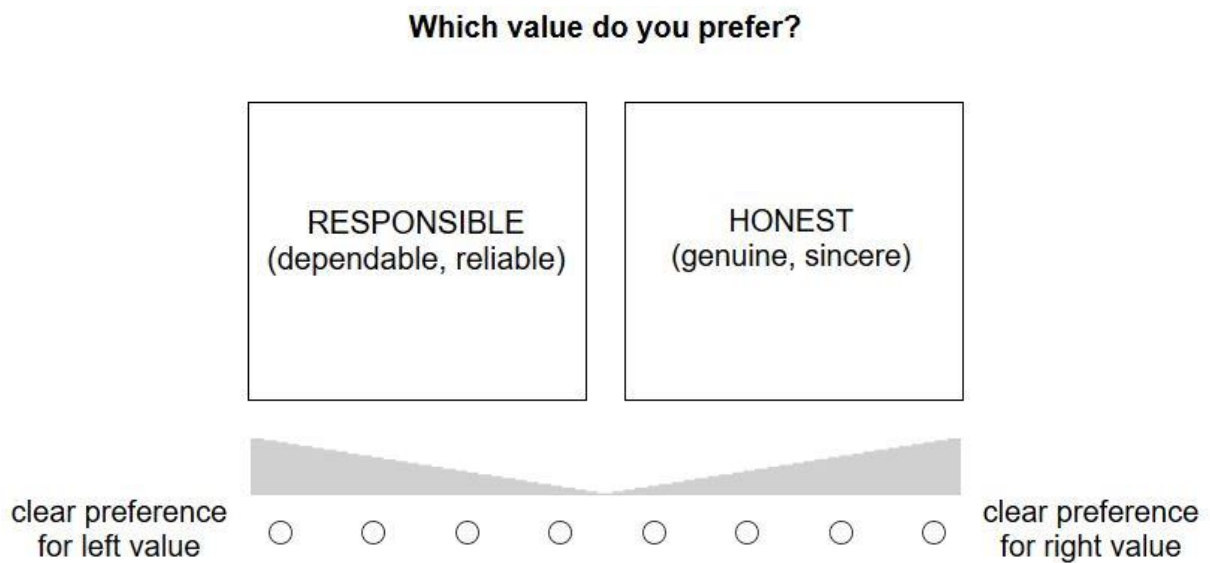 Which value do you prefer?
RESPONSIBLE
(dependable, reliable)
HONEST
(genuine, sincere)
clear preference
for left value
clear preference
for right value